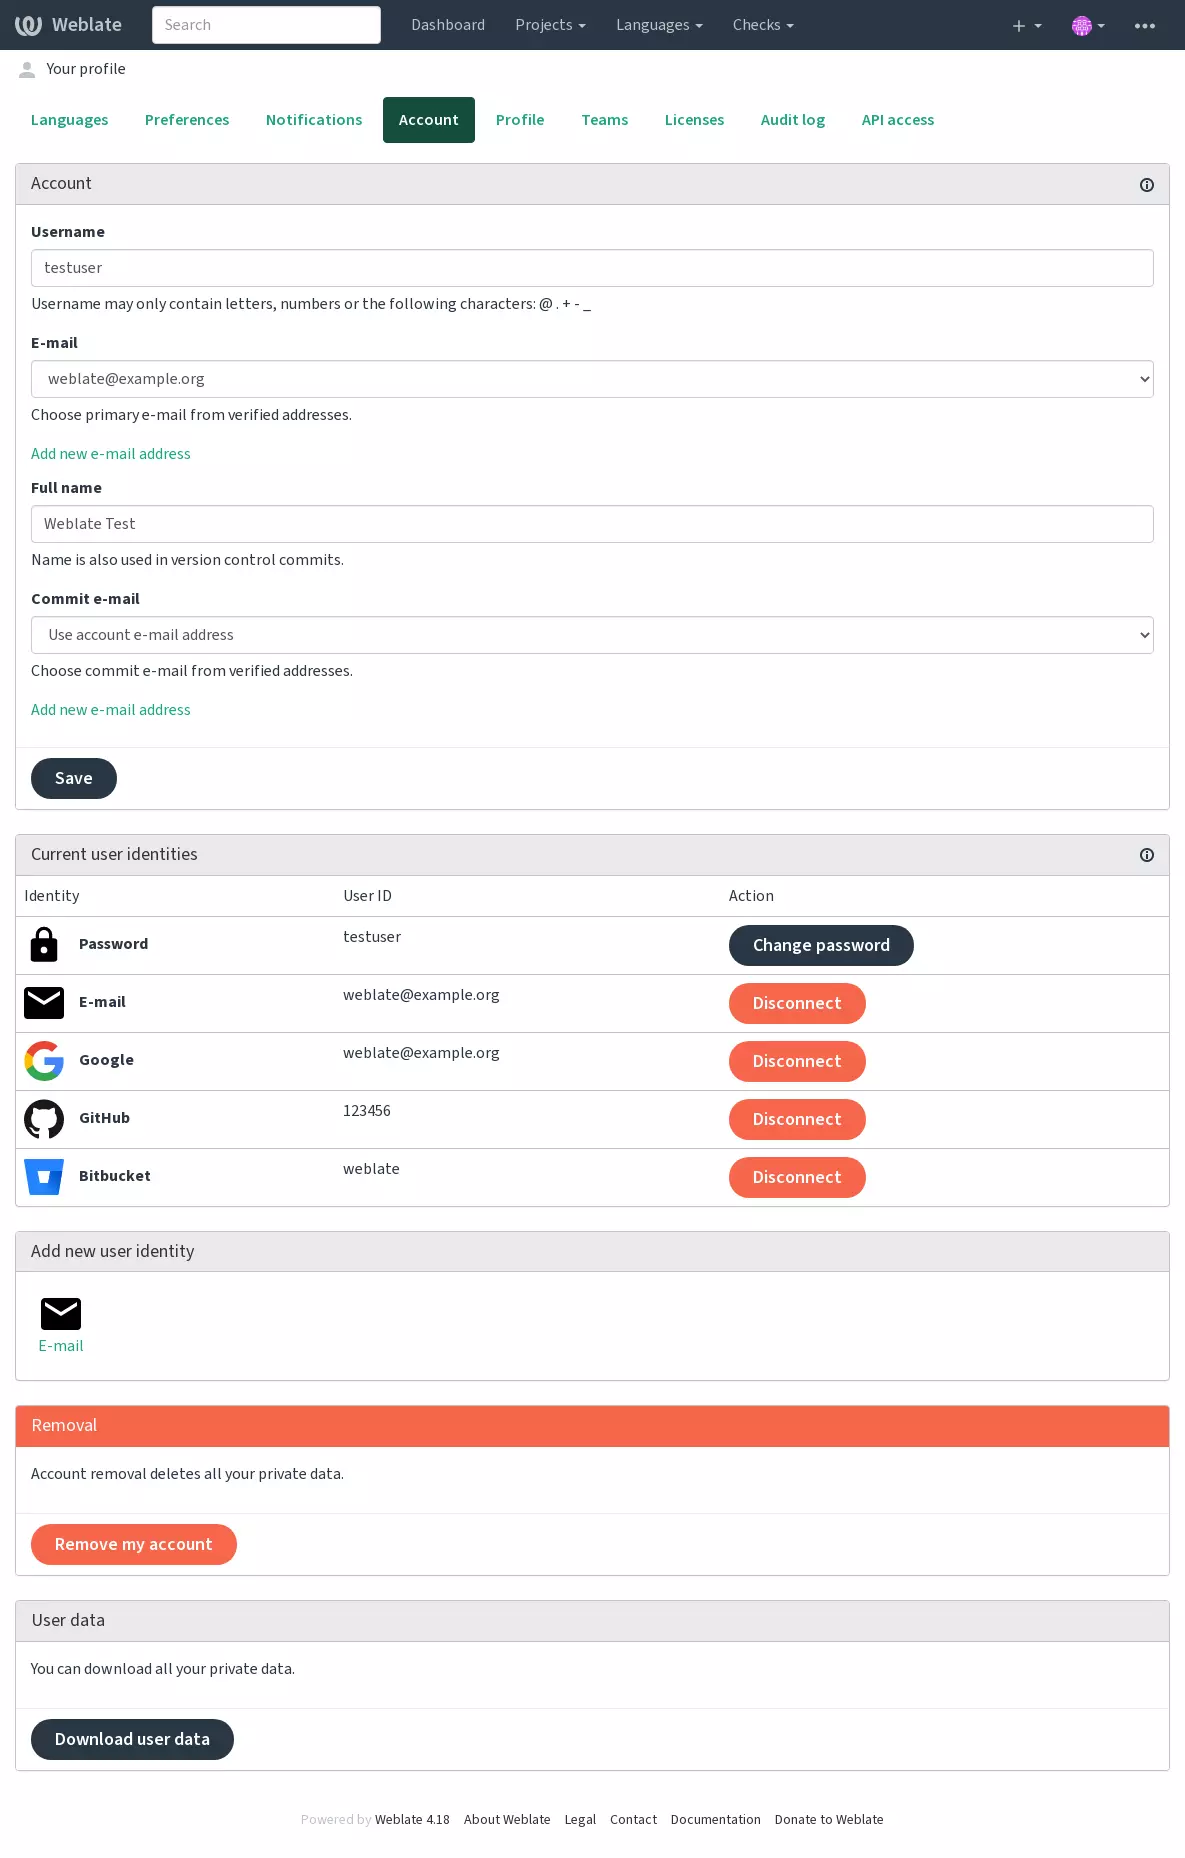 Weblate Search Dashboard Projects Languages Checks
Your profile
Languages Preferences Notifications Account Profile Teams Licenses Audit log API access
Account
Username
testuser
Username may only contain letters, numbers or the following characters: @ . + - _
E-mail
weblate@example.org
Choose primary e-mail from verified addresses.
Add new e-mail address
Full name
Weblate Test
Name is also used in version control commits.
Commit e-mail
Use account e-mail address
Choose commit e-mail from verified addresses.
Add new e-mail address
Save
Current user identities
Identity User ID Action
Password testuser Change password
E-mail weblate@example.org Disconnect
Google weblate@example.org Disconnect
GitHub 123456 Disconnect
Bitbucket weblate Disconnect
Add new user identity
E-mail
Removal
Account removal deletes all your private data.
Remove my account
User data
You can download all your private data.
Download user data
Powered by Weblate 4.18 About Weblate Legal Contact Documentation Donate to Weblate